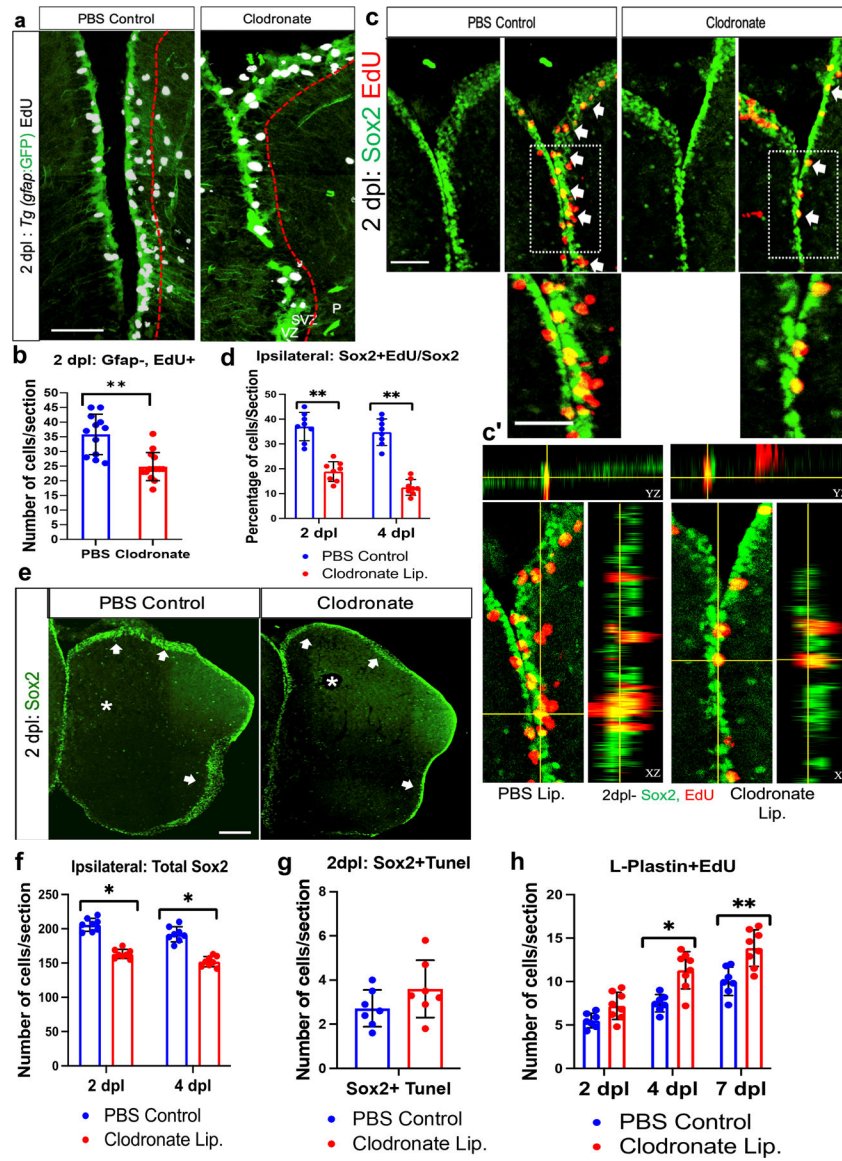 a
PBS Control
Clodronate
2 dpl : Tg (gfap:GFP) EdU
SVZ
VZ
P
c
PBS Control
Clodronate
2 dpl: Sox2 EdU
b
2 dpl: Gfap-, EdU+
**
Number of cells/section
50
45
40
35
30
25
20
15
10
5
0
PBS Clodronate
d
Ipsilateral: Sox2+EdU/Sox2
**
**
Percentage of cells/Section
50
40
30
20
10
0
2 dpl
4 dpl
PBS Control
Clodronate Lip.
c'
YZ
XZ
PBS Lip.
2dpl- Sox2, EdU
Clodronate
Lip.
e
PBS Control
Clodronate
2 dpl: Sox2
*
*
f
Ipsilateral: Total Sox2
*
*
Number of cells/section
250
200
150
100
50
0
2 dpl
4 dpl
PBS Control
Clodronate Lip.
g
2dpl: Sox2+Tunel
Number of cells/section
8
6
4
2
0
Sox2+ Tunel
PBS Control
Clodronate Lip.
h
L-Plastin+EdU
*
**
Number of cells/section
20
15
10
5
0
2 dpl
4 dpl
7 dpl
PBS Control
Clodronate Lip.